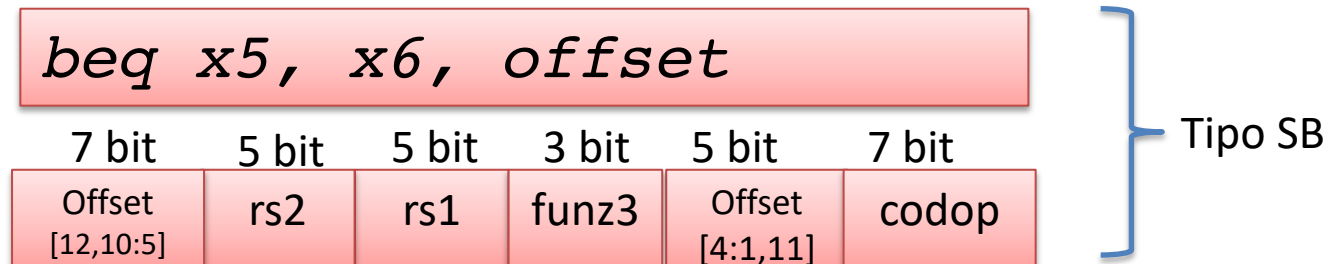 beq x5, x6, offset
Tipo SB
7 bit 5 bit 5 bit 3 bit 5 bit 7 bit
Offset rs2 rs1 funz3 Offset codop
[12,10:5] [4:1,11]